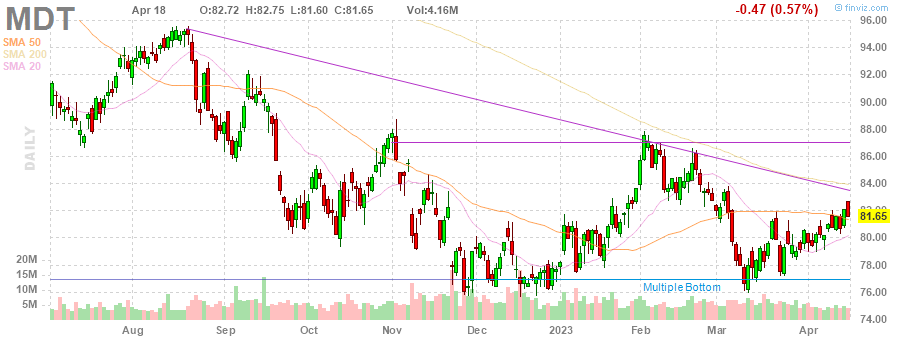 MDT Apr 18 O:82.72 H:82.75 L:81.60 C:81.65 Vol:4.16M -0.47 (0.57%) © finviz.com
SMA 50
SMA 200
SMA 20
DAILY
96.00
94.00
92.00
90.00
88.00
86.00
84.00
82.00
81.65
80.00
78.00
76.00
74.00
20M
15M
10M
5M
Multiple Bottom
Aug Sep Oct Nov Dec 2023 Feb Mar Apr